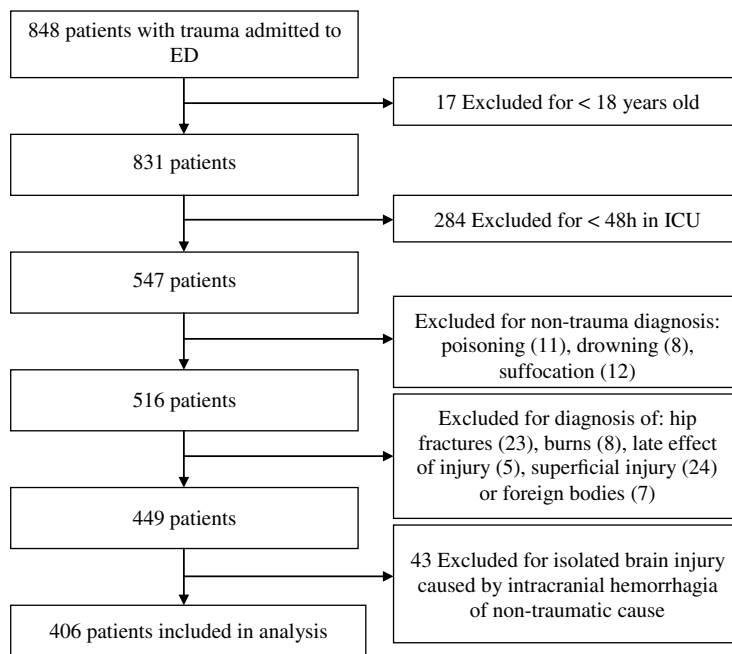 848 patients with trauma admitted to
ED
17 Excluded for < 18 years old
831 patients
284 Excluded for < 48h in ICU
547 patients
Excluded for non-trauma diagnosis:
poisoning (11), drowning (8),
suffocation (12)
516 patients
Excluded for diagnosis of: hip
fractures (23), burns (8), late effect
of injury (5), superficial injury (24)
or foreign bodies (7)
449 patients
43 Excluded for isolated brain injury
caused by intracranial hemorrhagia
of non-traumatic cause
406 patients included in analysis